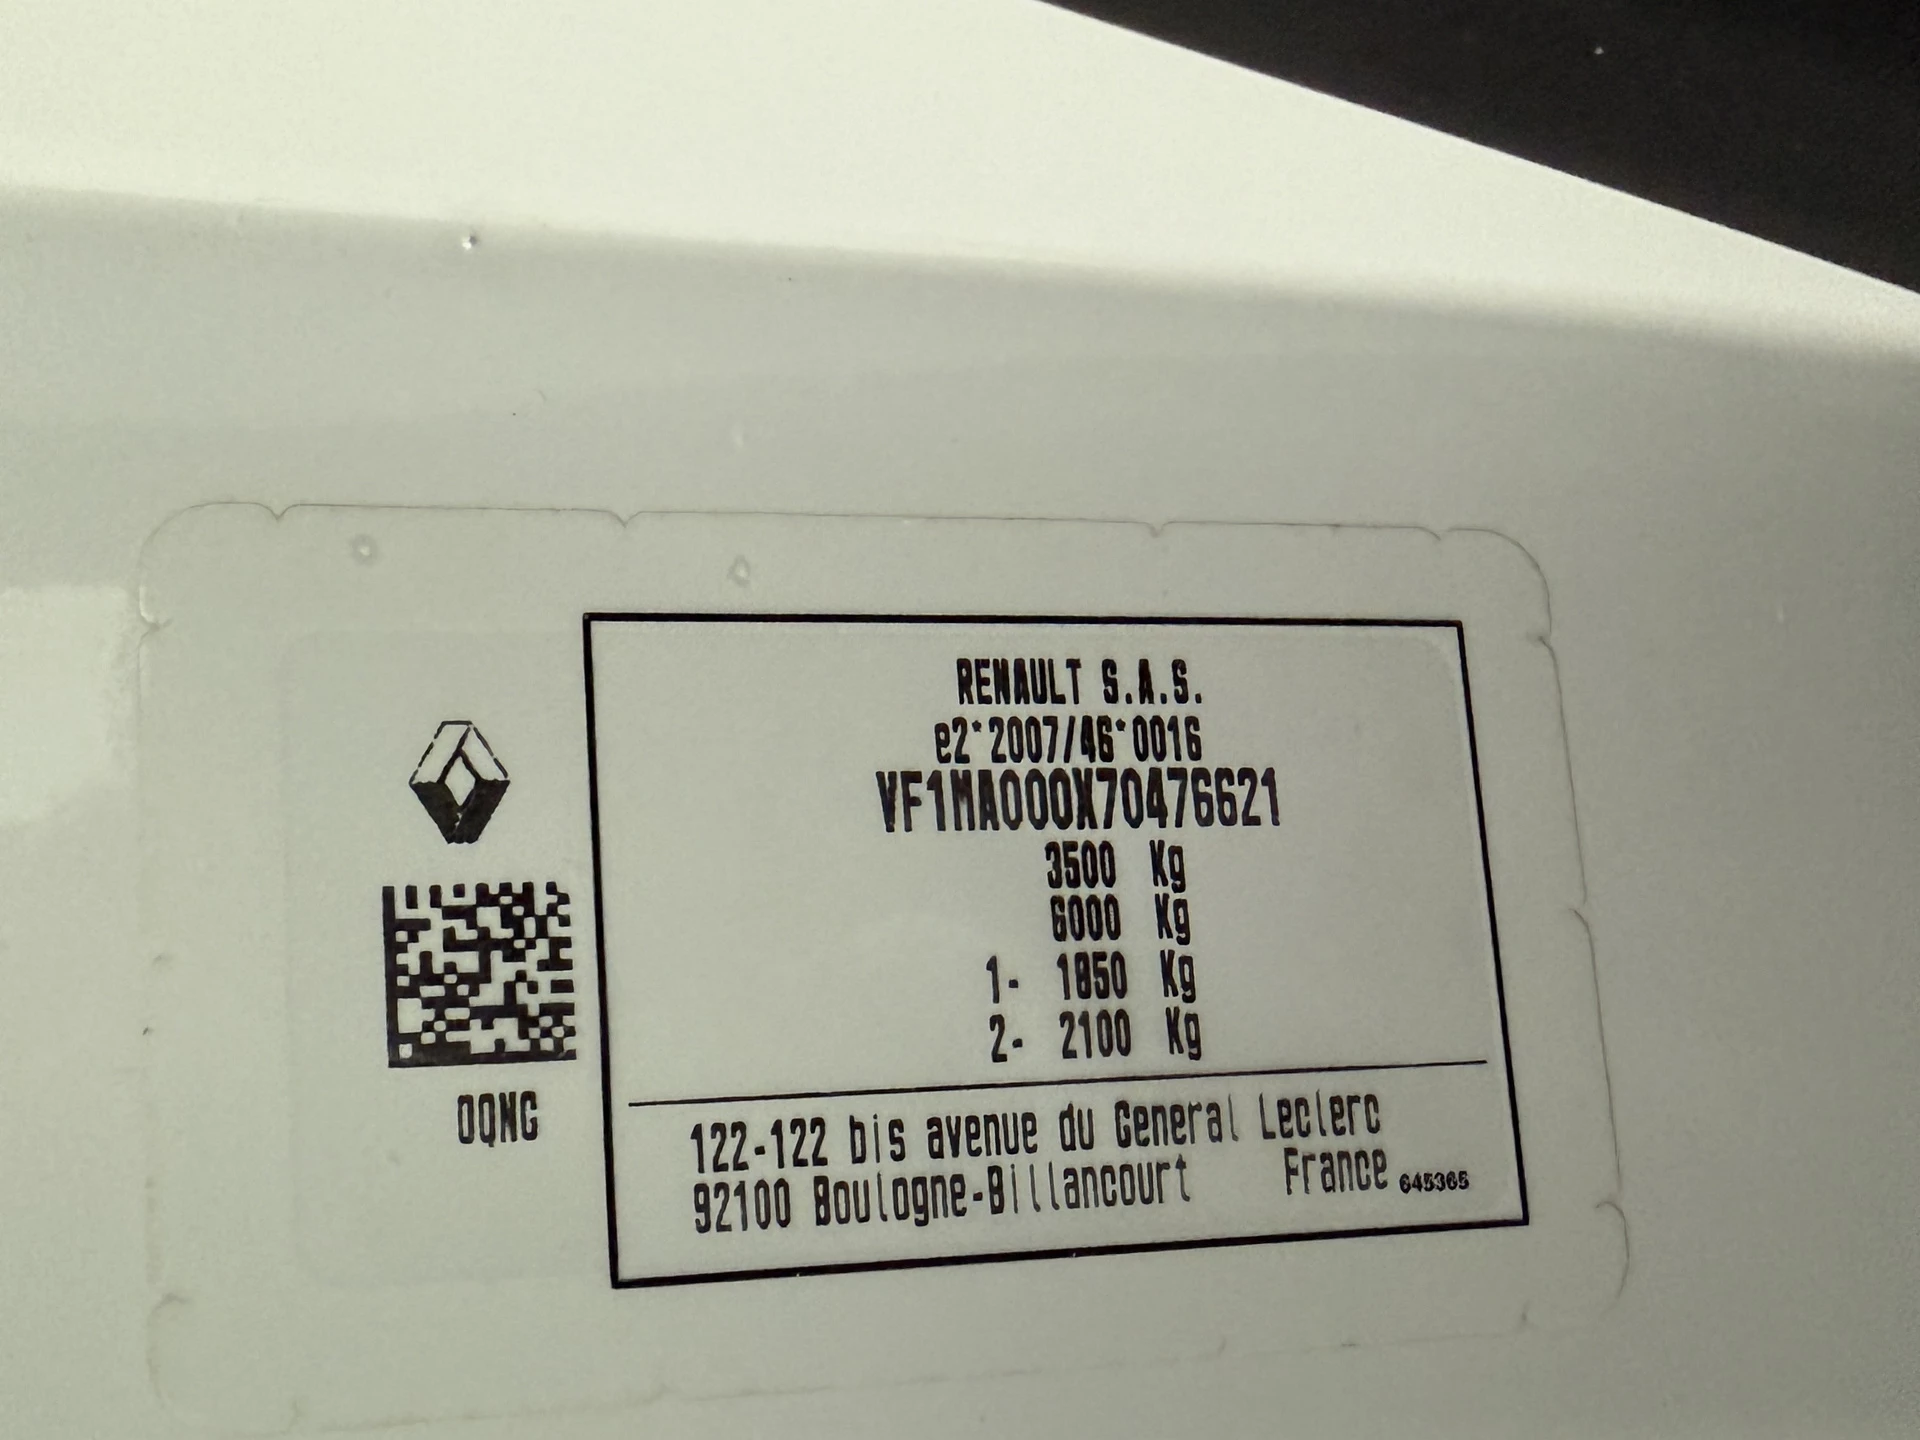 RENAULT S.A.S.
e2*2007/46*0016
VF1MA000X70476621
3500 Kg
6000 Kg
1- 1850 Kg
2- 2100 Kg
0QNG
122-122 bis avenue du General Leclerc
92100 Boulogne-Billancourt France 645365